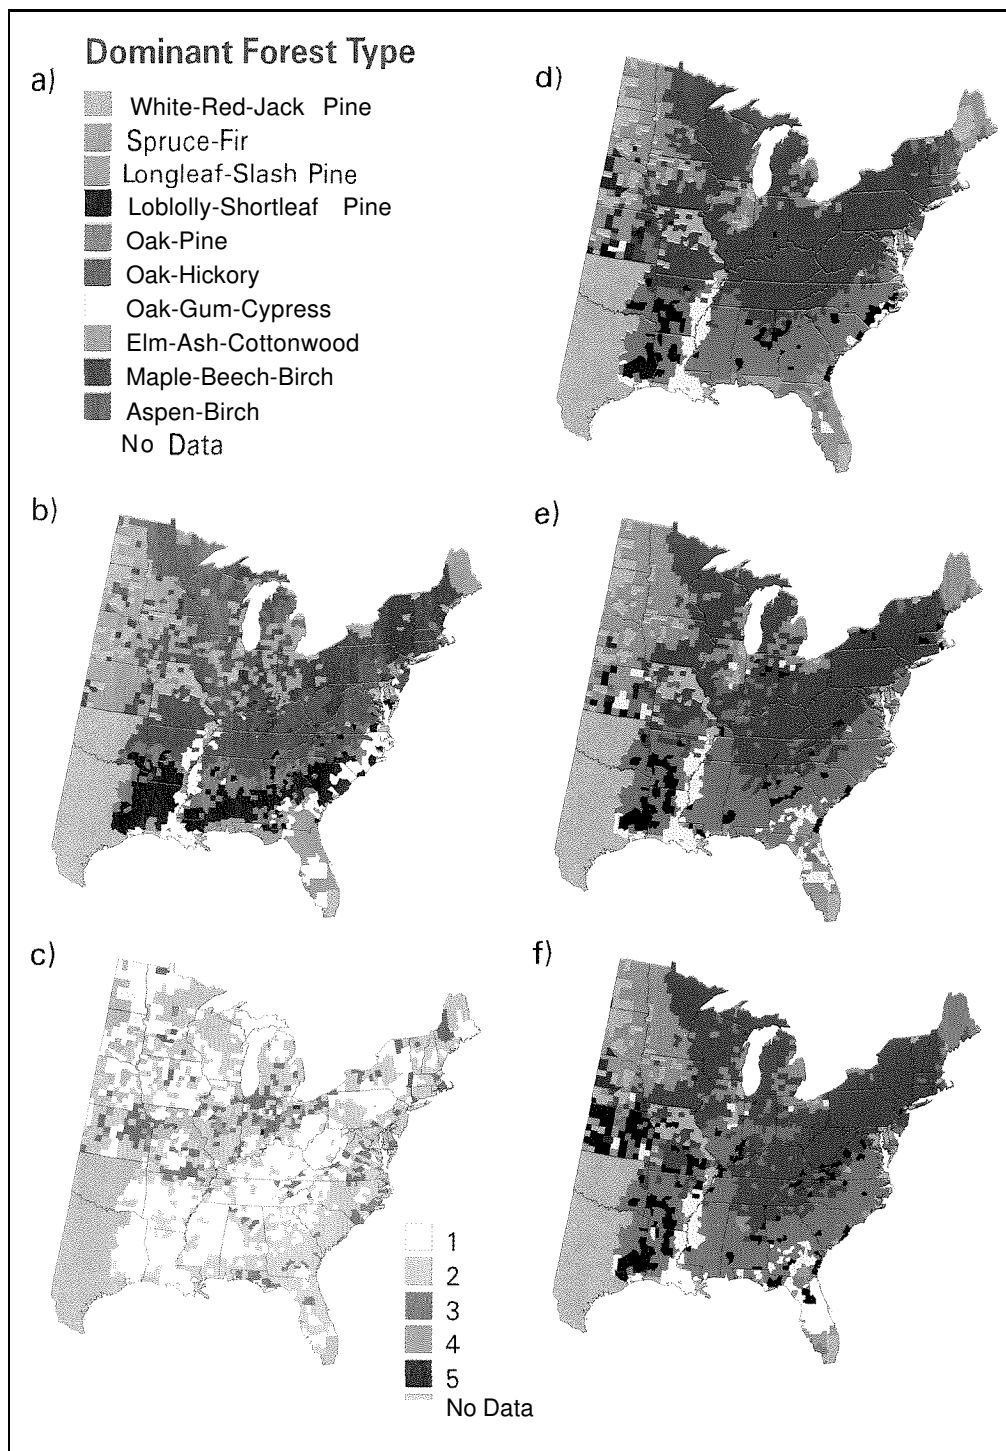 Dominant Forest Type
a)
White-Red-Jack Pine
Spruce-Fir
Longleaf-Slash Pine
Loblolly-Shortleaf Pine
Oak-Pine
Oak-Hickory
Oak-Gum-Cypress
Elm-Ash-Cottonwood
Maple-Beech-Birch
Aspen-Birch
No Data
d)
b)
e)
c)
1
2
3
4
5
No Data
f)